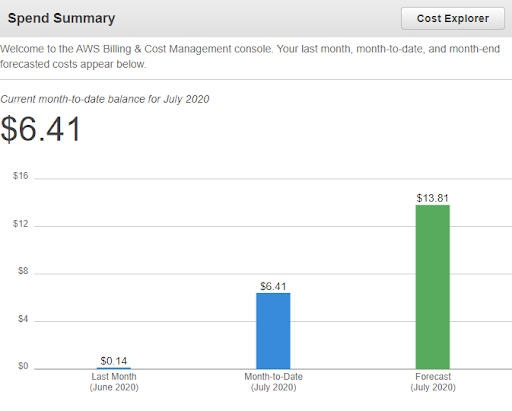 Spend Summary
Cost Explorer
Welcome to the AWS Billing & Cost Management console. Your last month, month-to-date, and month-end
forecasted costs appear below.
Current month-to-date balance for July 2020
$6.41
$16
$12
$8
$4
$0
$0.14
$6.41
$13.81
Last Month
(June 2020)
Month-to-Date
(July 2020)
Forecast
(July 2020)